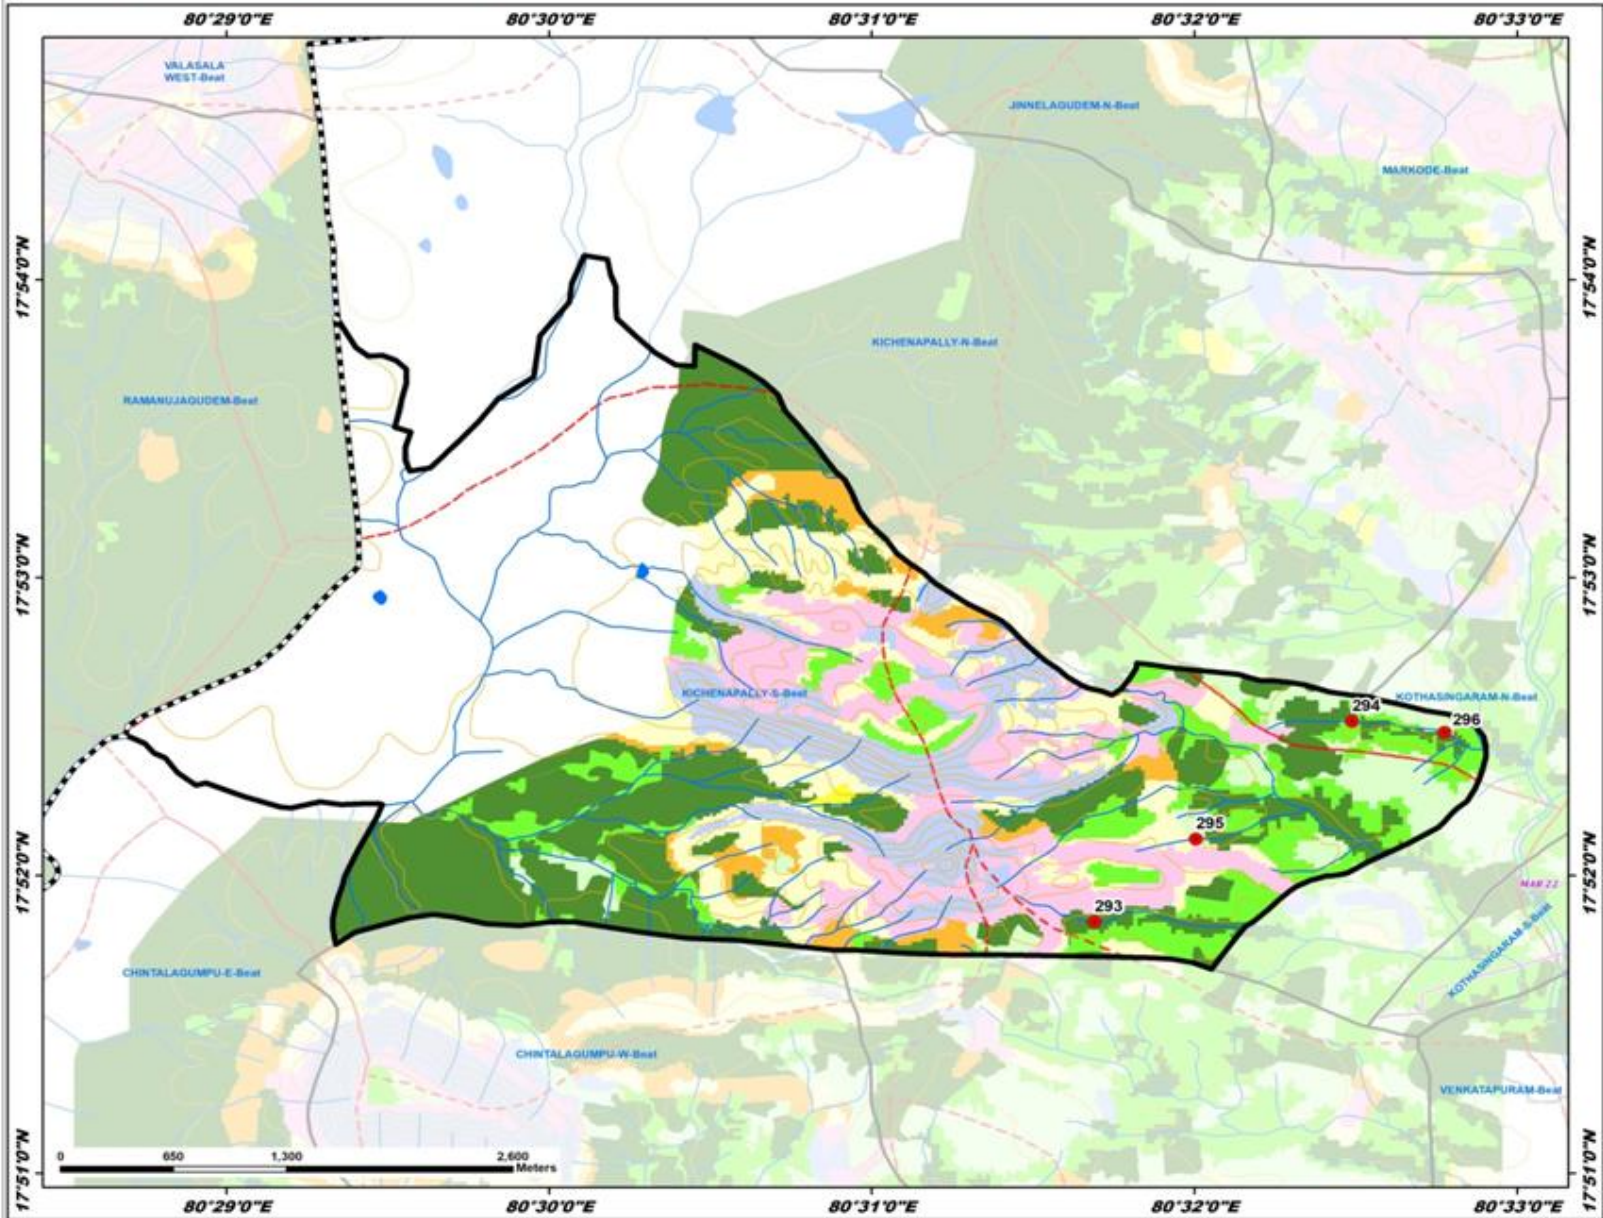 80°29'0"E 80°30'0"E 80°31'0"E 80°32'0"E 80°33'0"E
VALASALA
WEST-Beat
JINNELAGUDEM-N-Beat
MARKODE-Beat
17°54'0"N
17°54'0"N
KICHENAPALLY-N-Beat
RAMANUJAGUDEM-Beat
17°53'0"N
17°53'0"N
KICHENAPALLY-S-Beat
KOTHASINGARAM-N-Beat
294
296
295
17°52'0"N
17°52'0"N
MAR 22
293
KOTHASINGARAM-S-Beat
CHINTALAGUMPU-E-Beat
CHINTALAGUMPU-W-Beat
VENKATAPURAM-Beat
17°51'0"N
17°51'0"N
0 650 1,300 2,600
Meters
80°29'0"E 80°30'0"E 80°31'0"E 80°32'0"E 80°33'0"E